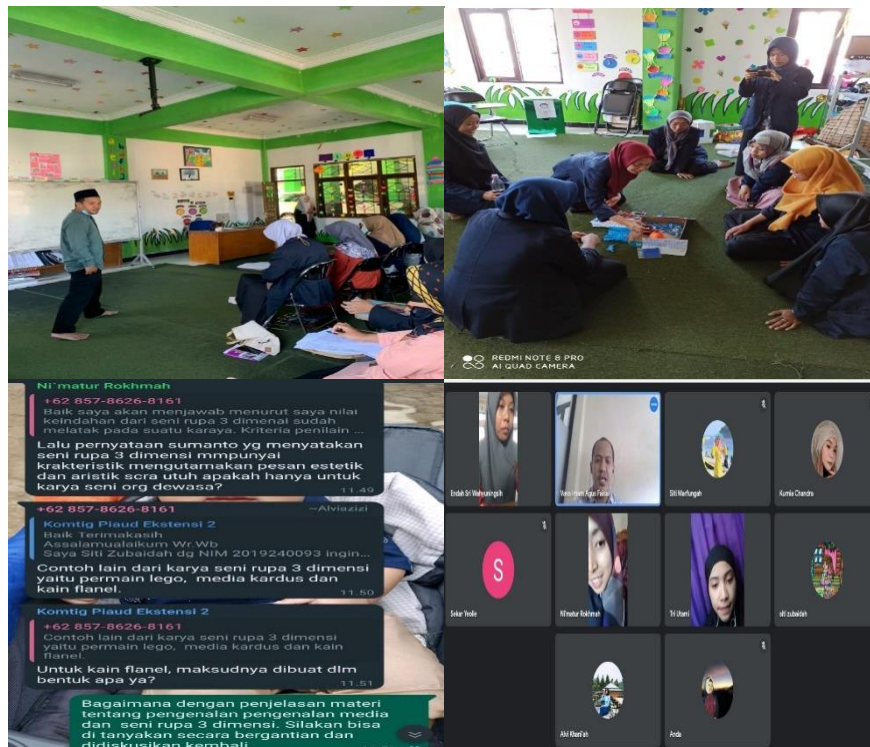 REDMI NOTE 8 PRO
AI QUAD CAMERA
Ni´matur Rokhmah
+62 857-8626-8161
Baik saya akan menjawab menurut saya nilai
keindahan dari seni rupa 3 dimenai sudah
melatak pada suatu karaya. Kriteria penilain ...
Lalu pernyataan sumanto yg menyatakan
seni rupa 3 dimensi mmpunyai
krakteristik mengutamakan pesan estetik
dan aristik scra utuh apakah hanya untuk
karya seni org dewasa?
11.49
+62 857-8626-8161 ~Alviazizi
Komtig Piaud Ekstensi 2
Baik Terimakasih
Assalamualaikum Wr.Wb
Saya Siti Zubaidah dg NIM 2019240093 ingin...
Contoh lain dari karya seni rupa 3 dimensi
yaitu permain lego, media kardus dan
kain flanel.
11.50
Komtig Piaud Ekstensi 2
+62 857-8626-8161
Contoh lain dari karya seni rupa 3 dimensi
yaitu permain lego, media kardus dan kain
flanel.
Untuk kain flanel, maksudnya dibuat dlm
bentuk apa ya?
11.51
Bagaimana dengan penjelasan materi
tentang pengenalan pengenalan media
dan seni rupa 3 dimensi. Silakan bisa
di tanyakan secara bergantian dan
didiskusikan kembali
Endah Sri Wahyuningsih
Imam Agus Faisal
Siti Marfungah
Kurnia Chandra
S
Sekar Yeolie
Ni'matur Rokhmah
Tri Utami
siti zubaidah
Alvi Khani'ah
Anda